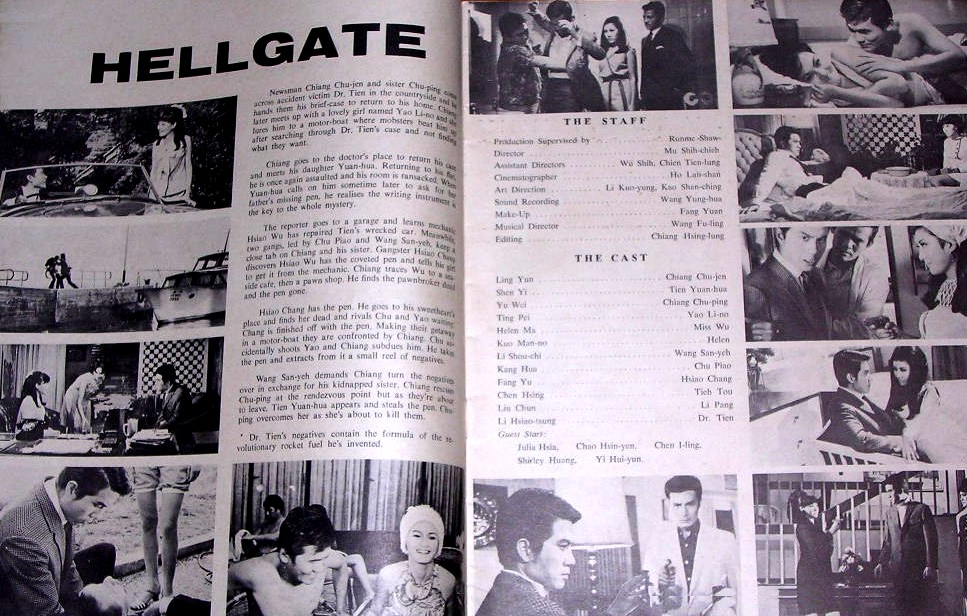 HELLGATE
Newsman Chiang Chu-jen and sister Chu-ping come
across accident victim Dr. Tien in the countryside and he
hands them his brief-case to return to his home. Chiang
later meets up with a lovely girl named Yao Li-no and she
lures him to a motor-boat where mobsters beat him up
after searching through Dr. Tien's case and not finding
what they want.
Chiang goes to the doctor's place to return his case
and meets his daughter Yuan-hua. Returning to his flat,
he is once again assaulted and his room is ransacked. When
Yuan-hua calls on him sometime later to ask for her
father's missing pen, he realises the writing instrument is
the key to the whole mystery.
The reporter goes to a garage and learns mechanic
Hsiao Wu has repaired Tien's wrecked car. Meanwhile,
two gangs, led by Chu Piao and Wang San-yeh, keep a
close tab on Chiang and his sister. Gangster Hsiao Chang
discovers Hsiao Wu has the coveted pen and tells his girl
to get it from the mechanic. Chiang traces Wu to a
side cafe, then a pawn shop. He finds the pawnbroker dead
and the pen gone.
Hsiao Chang has the pen. He goes to his sweetheart's
place and finds her dead and rivals Chu and Yao waiting.
Chang is finished off with the pen. Making their getaway
in a motor-boat they are confronted by Chiang. Chu ac-
cidentally shoots Yao and Chiang subdues him. He takes
the pen and extracts from it a small reel of negatives.
Wang San-yeh demands Chiang turn the negatives
over in exchange for his kidnapped sister. Chiang rescues
Chu-ping at the rendezvous point but as they're about
to leave, Tien Yuan-hua appears and steals the pen. Chu-
ping overcomes her as she's about to kill them.
* Dr. Tien's negatives contain the formula of the re-
volutionary rocket fuel he's invented.
THE STAFF
Production Supervised by Runme-Shaw
Director Mu Shih-chieh
Assistant Directors Wu Shih, Chien Tien-lung
Cinematographer Ho Lan-shan
Art Direction Li Kuo-yung, Kao Shan-ching
Sound Recording Wang Yung-hua
Make-Up Fang Yuan
Musical Director Wang Fu-ling
Editing Chiang Hsing-lung
THE CAST
Ling Yun Chiang Chu-jen
Shen Yi Tien Yuan-hua
Yu Wei Chiang Chu-ping
Ting Pei Yao Li-no
Helen Ma Miss Wu
Kuo Man-no Helen
Li Shou-chi Wang San-yeh
Kang Hua Chu Piao
Fang Yu Hsiao Chang
Chen Hsing Tieh Tou
Liu Chun Li Pang
Li Hsiao-tsung Dr. Tien
Guest Stars:
Julia Hsia, Chao Hsin-yen, Chen I-ling,
Shirley Huang, Yi Hui-yun.